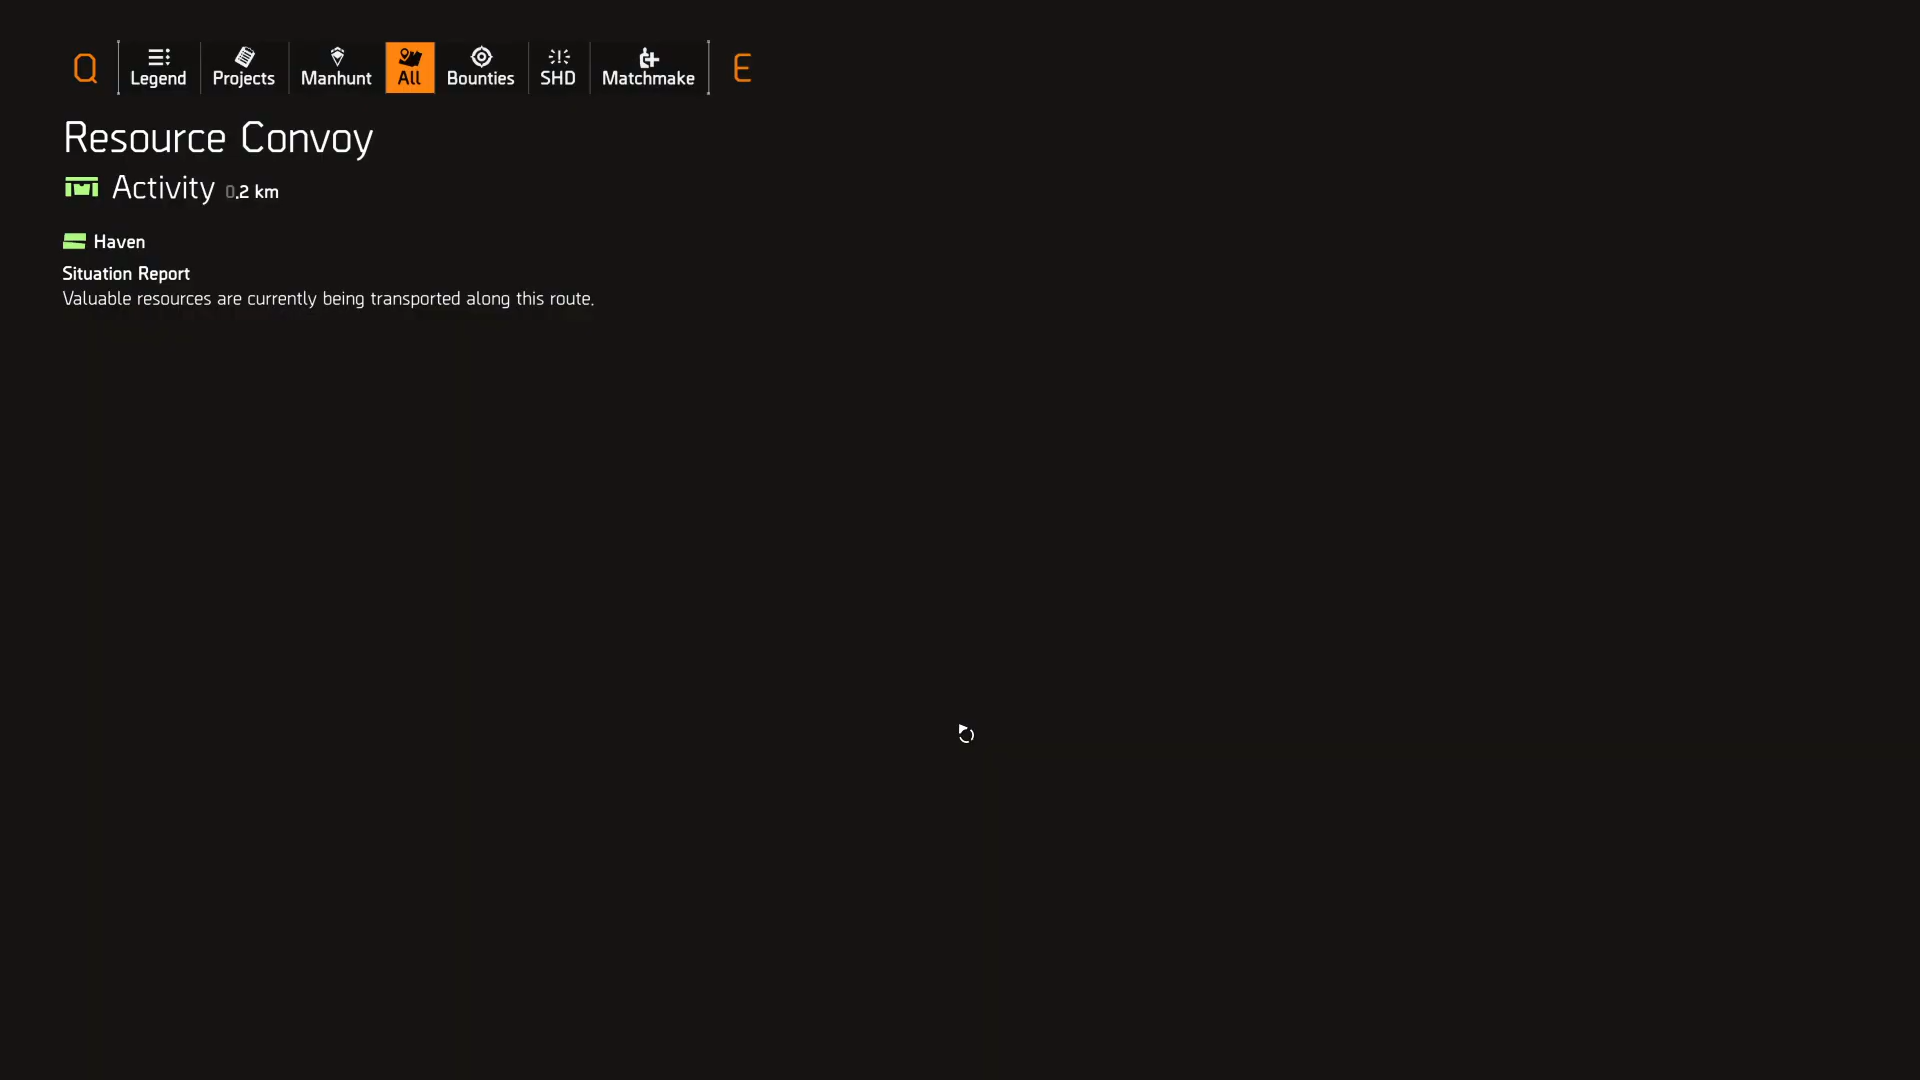 Q Legend Projects Manhunt All Bounties SHD Matchmake E
Resource Convoy
Activity 0.2 km
Haven
Situation Report
Valuable resources are currently being transported along this route.